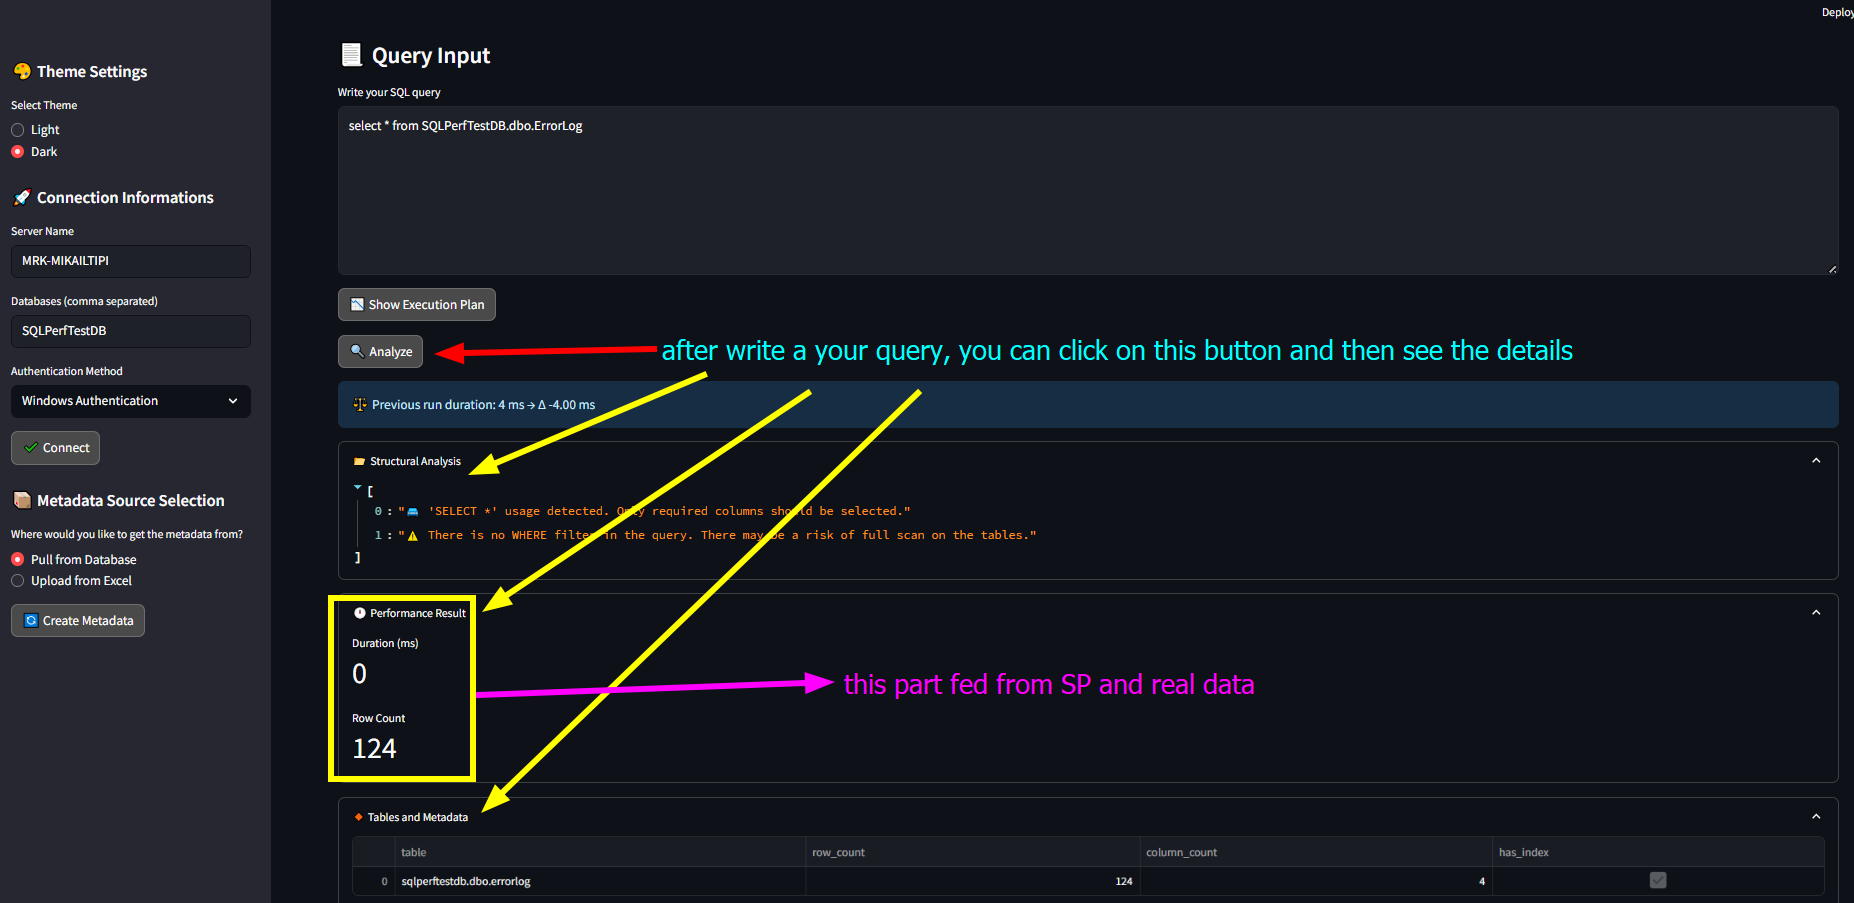 Deploy
Theme Settings
Select Theme
Light
Dark
Connection Informations
Server Name
MRK-MIKAILTIPI
Databases (comma separated)
SQLPerfTestDB
Authentication Method
Windows Authentication
Connect
Metadata Source Selection
Where would you like to get the metadata from?
Pull from Database
Upload from Excel
Create Metadata
Query Input
Write your SQL query
select * from SQLPerfTestDB.dbo.ErrorLog
Show Execution Plan
Analyze
after write a your query, you can click on this button and then see the details
Previous run duration: 4 ms → Δ -4.00 ms
Structural Analysis
[
0 : " 'SELECT *' usage detected. Only required columns should be selected."
1 : "⚠ There is no WHERE filter in the query. There may be a risk of full scan on the tables."
]
Performance Result
Duration (ms)
0
this part fed from SP and real data
Row Count
124
Tables and Metadata
table row_count column_count has_index
0 sqlperftestdb.dbo.errorlog 124 4